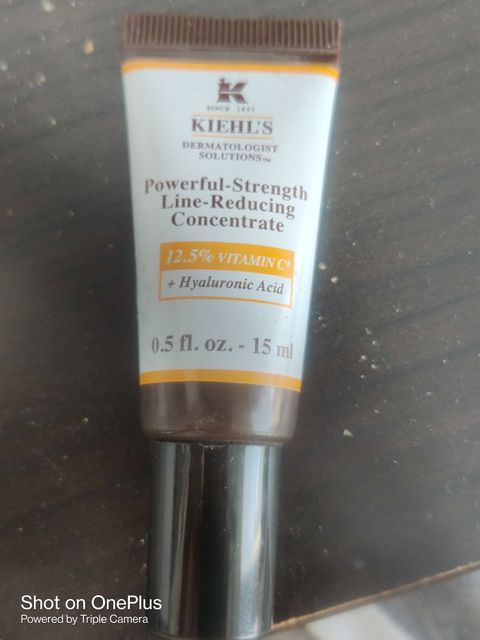 K
SINCE 1851
KIEHL'S
DERMATOLOGIST
SOLUTIONS™
Powerful-Strength
Line-Reducing
Concentrate
12.5% VITAMIN C*
+ Hyaluronic Acid
0.5 fl. oz. - 15 ml
Shot on OnePlus
Powered by Triple Camera